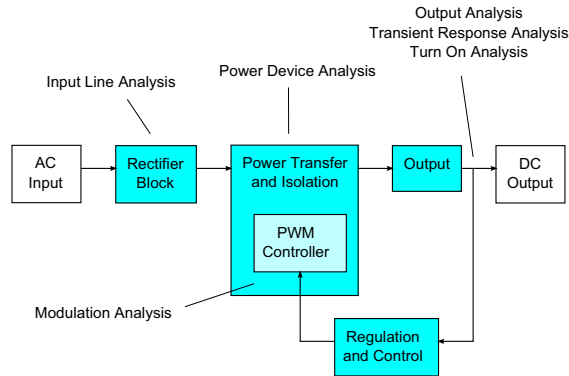 Output Analysis
Transient Response Analysis
Turn On Analysis
Input Line Analysis
Power Device Analysis
AC
Input
Rectifier
Block
Power Transfer
and Isolation
Output
DC
Output
PWM
Controller
Modulation Analysis
Regulation
and Control